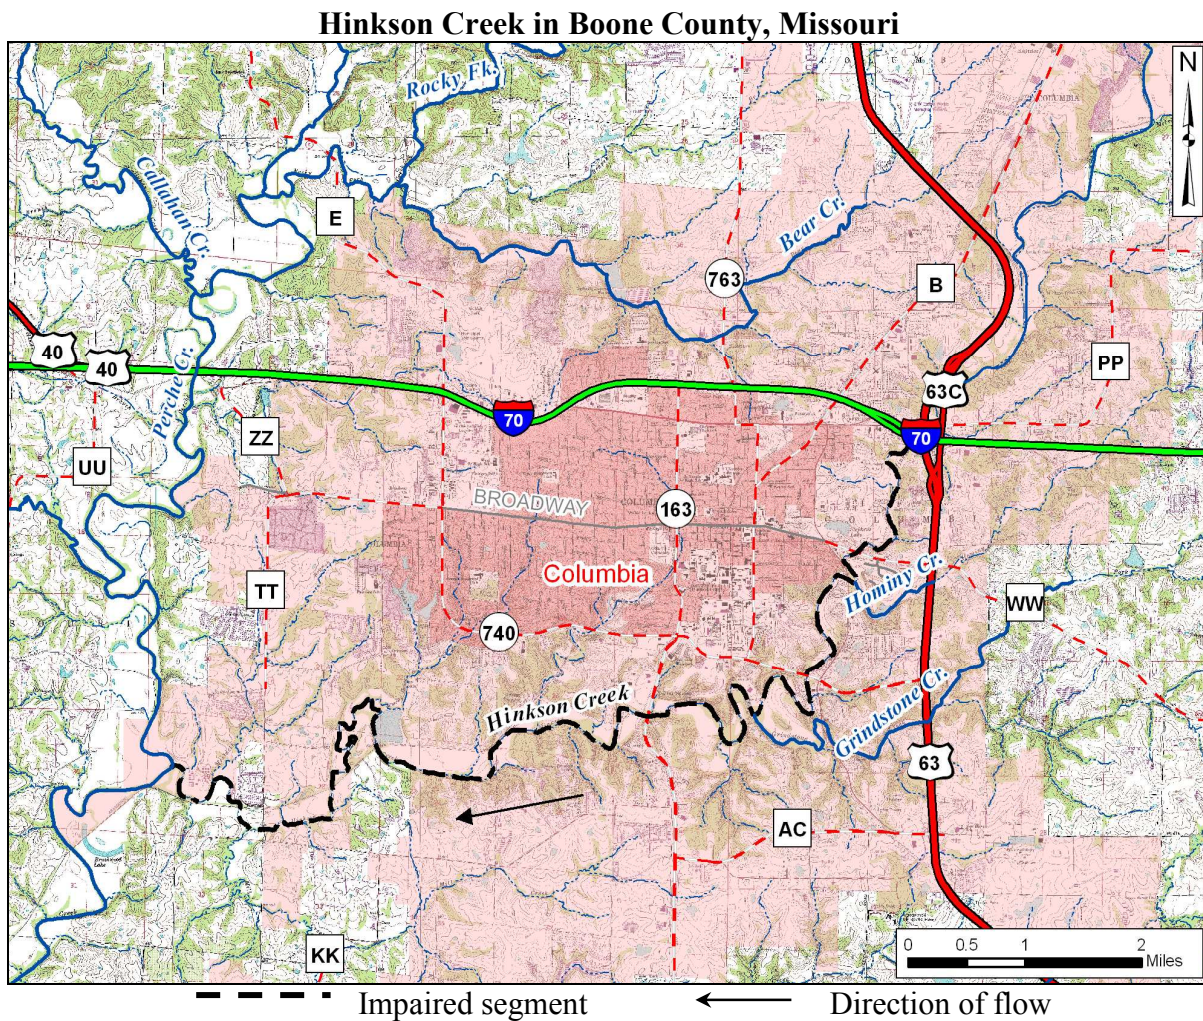 Hinkson Creek in Boone County, Missouri
N
Rocky Fk.
COLUMBIA
Callahan Cr.
E
Bear Cr.
763
B
40
40
PP
63C
Perche Cr.
70
70
ZZ
UU
BROADWAY
163
Columbia
Hominy Cr.
TT
WW
740
Hinkson Creek
Grindstone Cr.
63
AC
KK
0 0.5 1 2
Miles
Impaired segment
Direction of flow